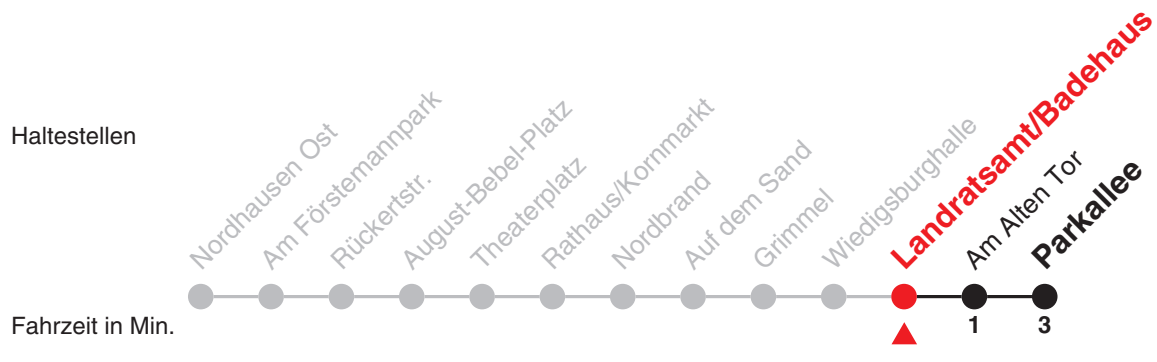 Haltestellen
Nordhausen Ost
Am Förstemannpark
Rückertstr.
August-Bebel-Platz
Theaterplatz
Rathaus/Kornmarkt
Nordbrand
Auf dem Sand
Grimmel
Wiedigsburghalle
Landratsamt/Badehaus
Am Alten Tor
Parkallee
Fahrzeit in Min.
1
3